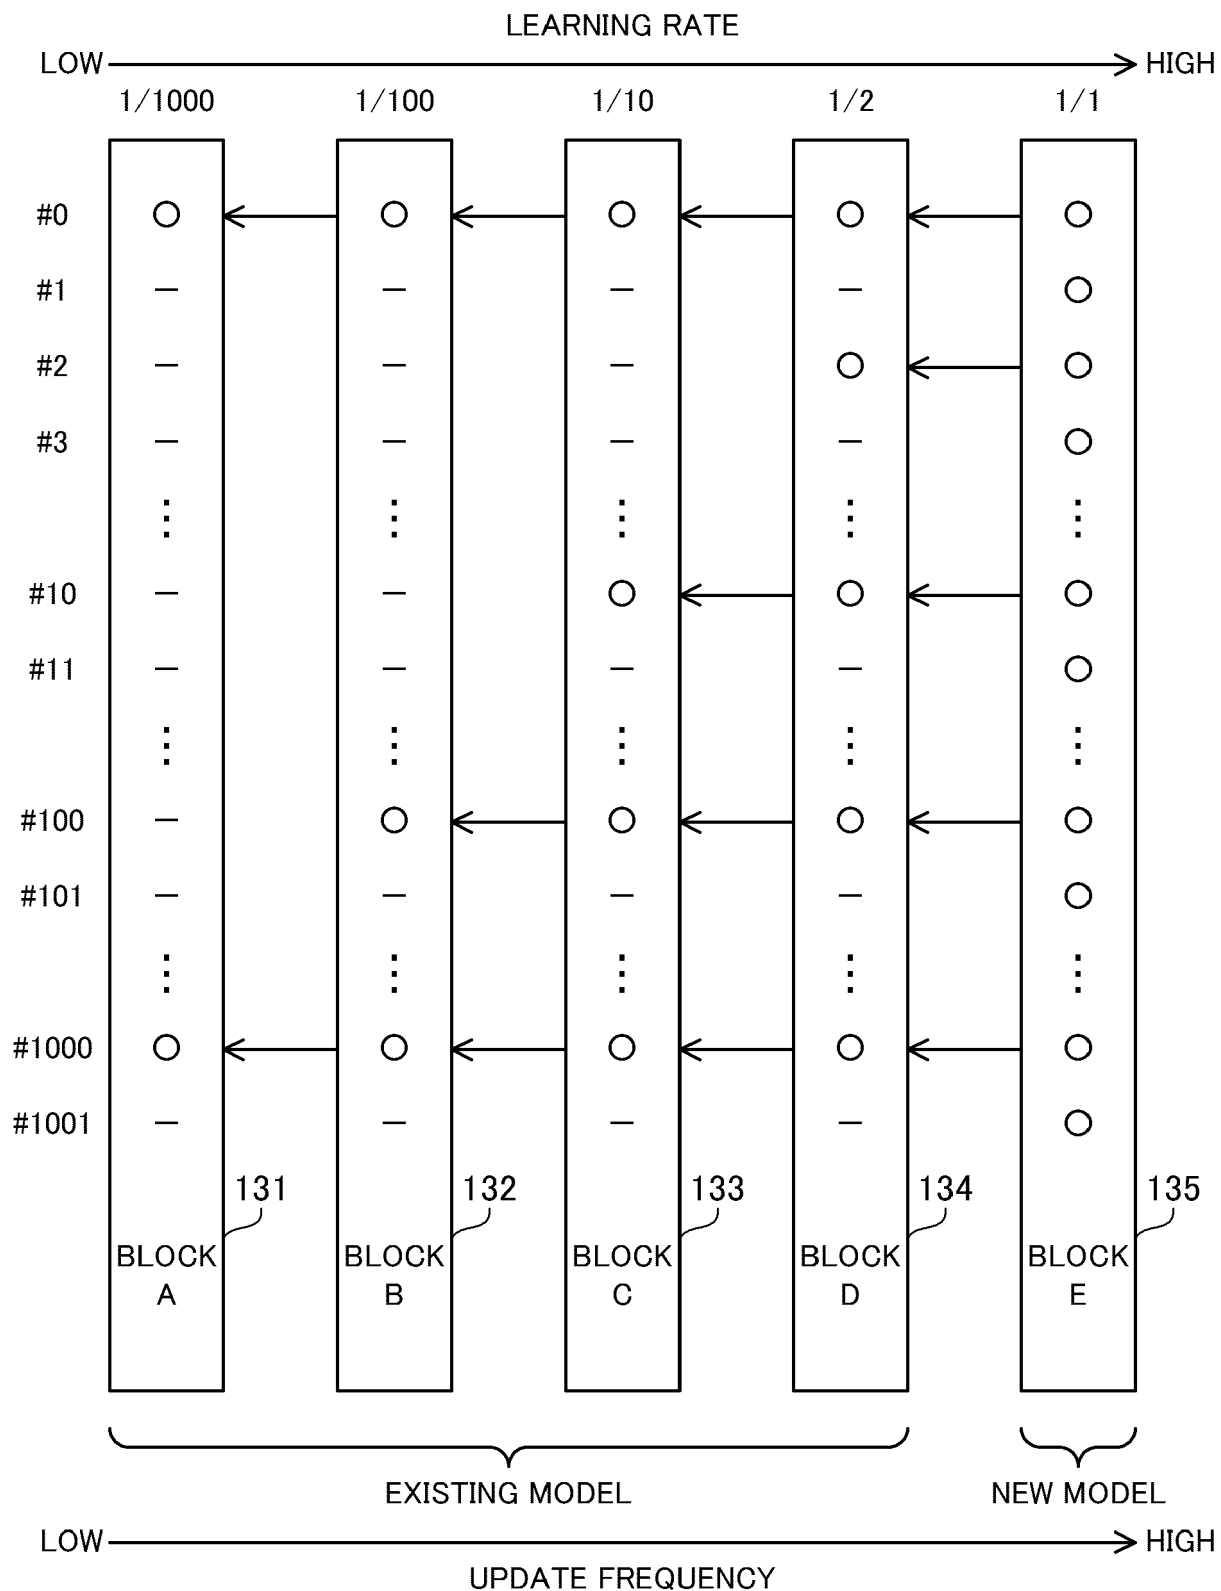 LEARNING RATE
LOW HIGH
1/1000 1/100 1/10 1/2 1/1
#0
#1
#2
#3
#10
#11
#100
#101
#1000
#1001
131 132 133 134 135
BLOCK A BLOCK B BLOCK C BLOCK D BLOCK E
EXISTING MODEL NEW MODEL
LOW HIGH
UPDATE FREQUENCY